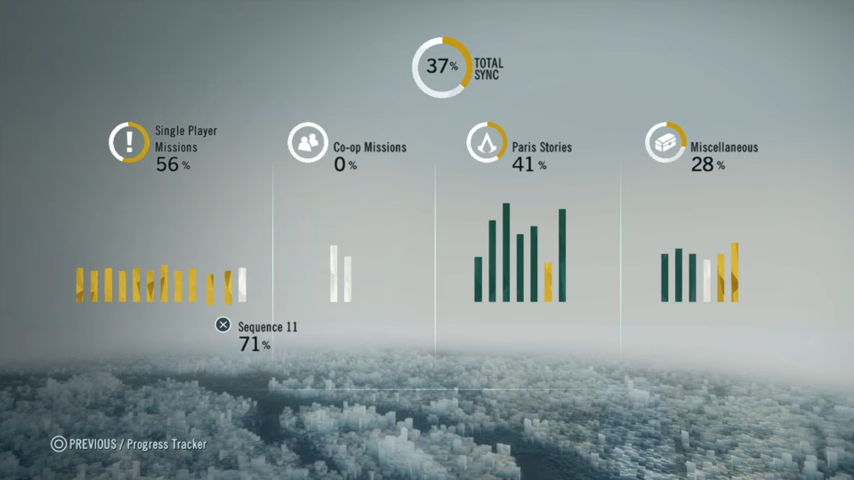 37%
TOTAL
SYNC
Single Player
Missions
56%
Co-op Missions
0%
Paris Stories
41%
Miscellaneous
28%
Sequence 11
71%
PREVIOUS / Progress Tracker